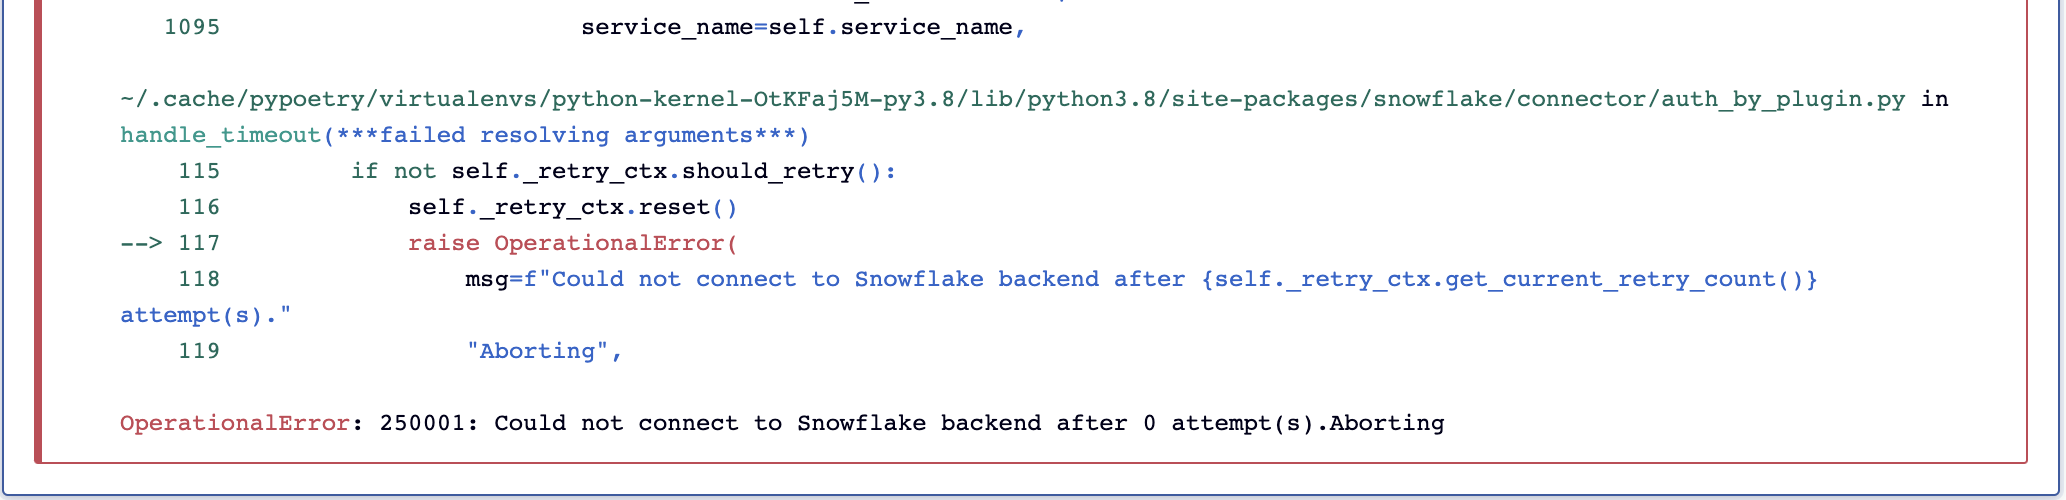 1095                         service_name=self.service_name,
~/.cache/pypoetry/virtualenvs/python-kernel-OtKFaj5M-py3.8/lib/python3.8/site-packages/snowflake/connector/auth_by_plugin.py in
handle_timeout(***failed resolving arguments***)
    115         if not self._retry_ctx.should_retry():
    116             self._retry_ctx.reset()
--> 117             raise OperationalError(
    118                 msg=f"Could not connect to Snowflake backend after {self._retry_ctx.get_current_retry_count()}
attempt(s)."
    119                 "Aborting",
OperationalError: 250001: Could not connect to Snowflake backend after 0 attempt(s).Aborting